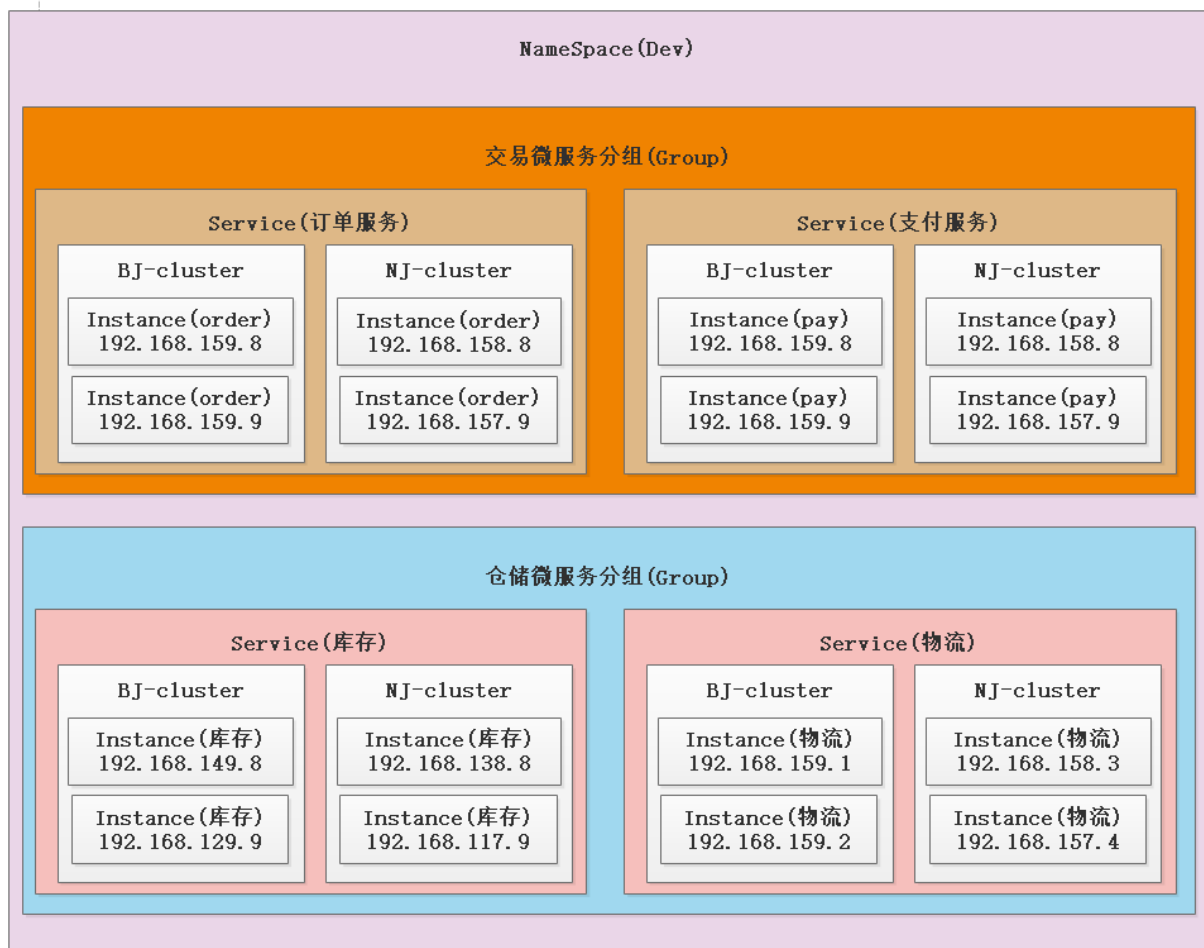 NameSpace(Dev)
交易微服务分组(Group)
Service(订单服务)
BJ-cluster
Instance(order)
192.168.159.8
Instance(order)
192.168.159.9
NJ-cluster
Instance(order)
192.168.158.8
Instance(order)
192.168.157.9
Service(支付服务)
BJ-cluster
Instance(pay)
192.168.159.8
Instance(pay)
192.168.159.9
NJ-cluster
Instance(pay)
192.168.158.8
Instance(pay)
192.168.157.9
仓储微服务分组(Group)
Service(库存)
BJ-cluster
Instance(库存)
192.168.149.8
Instance(库存)
192.168.129.9
NJ-cluster
Instance(库存)
192.168.138.8
Instance(库存)
192.168.117.9
Service(物流)
BJ-cluster
Instance(物流)
192.168.159.1
Instance(物流)
192.168.159.2
NJ-cluster
Instance(物流)
192.168.158.3
Instance(物流)
192.168.157.4